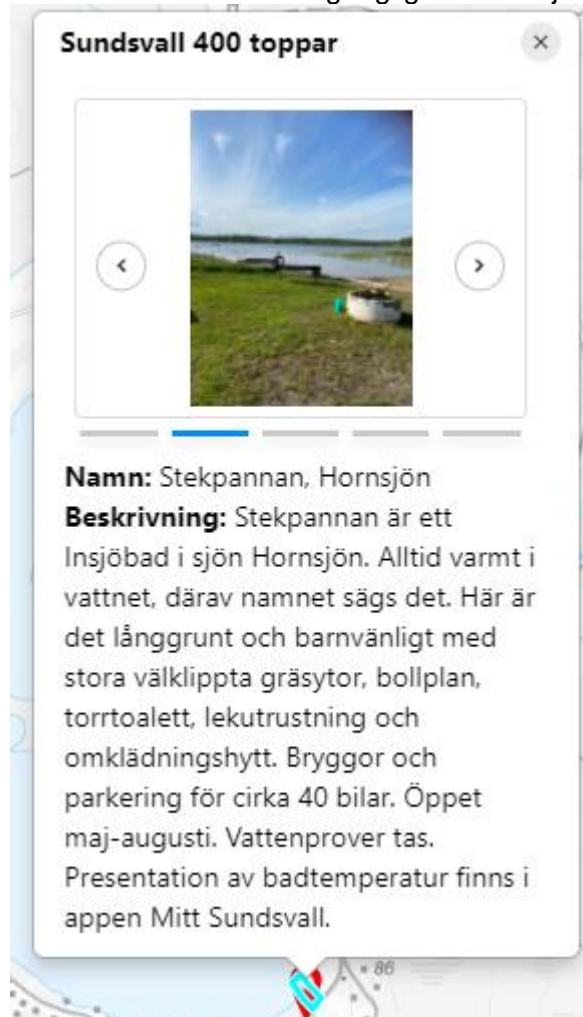 Sundsvall 400 toppar
Namn: Stekpannan, Hornsjön
Beskrivning: Stekpannan är ett
Insjöbad i sjön Hornsjön. Alltid varmt i
vattnet, därav namnet sägs det. Här är
det långgrunt och barnvänligt med
stora välklippta gräsytor, bollplan,
torrtoalett, lekutrustning och
omklädningshytt. Bryggor och
parkering för cirka 40 bilar. Öppet
maj-augusti. Vattenprover tas.
Presentation av badtemperatur finns i
appen Mitt Sundsvall.
86